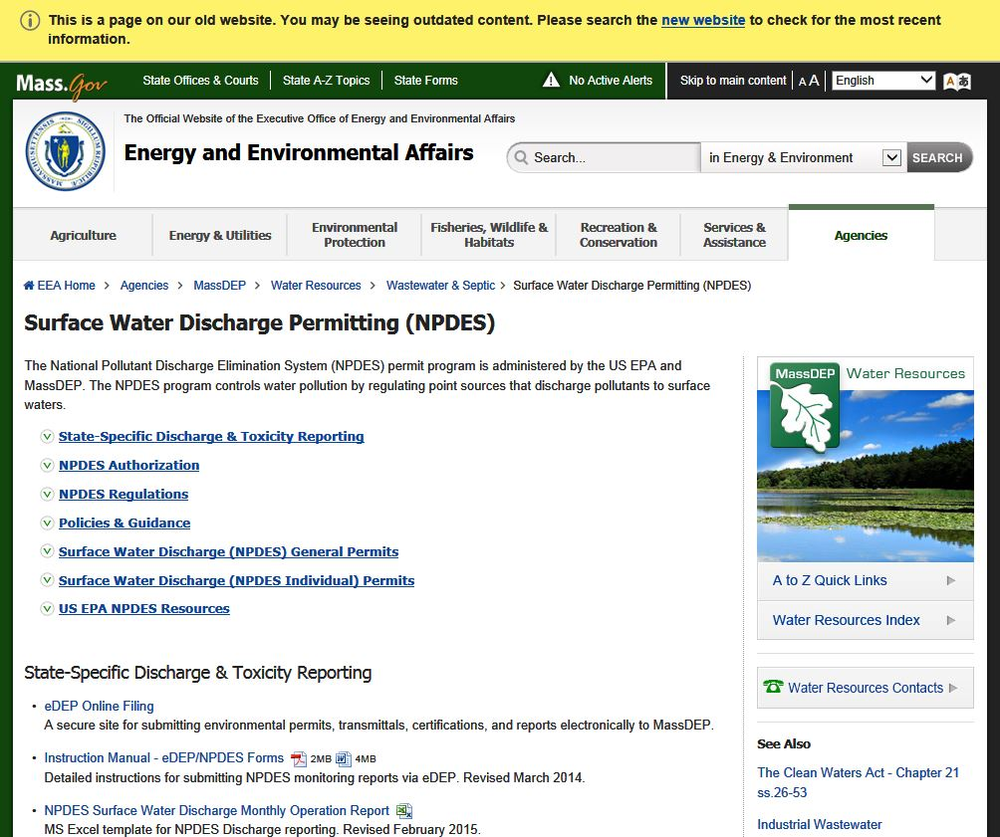 This is a page on our old website. You may be seeing outdated content. Please search the new website to check for the most recent
information.
Mass.Gov
State Offices & Courts
State A-Z Topics
State Forms
No Active Alerts
Skip to main content
A A
English
The Official Website of the Executive Office of Energy and Environmental Affairs
Energy and Environmental Affairs
Search...
in Energy & Environment
SEARCH
Agriculture
Energy & Utilities
Environmental
Protection
Fisheries, Wildlife &
Habitats
Recreation &
Conservation
Services &
Assistance
Agencies
EEA Home > Agencies > MassDEP > Water Resources > Wastewater & Septic > Surface Water Discharge Permitting (NPDES)
Surface Water Discharge Permitting (NPDES)
The National Pollutant Discharge Elimination System (NPDES) permit program is administered by the US EPA and
MassDEP. The NPDES program controls water pollution by regulating point sources that discharge pollutants to surface
waters.
State-Specific Discharge & Toxicity Reporting
NPDES Authorization
NPDES Regulations
Policies & Guidance
Surface Water Discharge (NPDES) General Permits
Surface Water Discharge (NPDES Individual) Permits
US EPA NPDES Resources
State-Specific Discharge & Toxicity Reporting
• eDEP Online Filing
A secure site for submitting environmental permits, transmittals, certifications, and reports electronically to MassDEP.
• Instruction Manual - eDEP/NPDES Forms 2MB 4MB
Detailed instructions for submitting NPDES monitoring reports via eDEP. Revised March 2014.
• NPDES Surface Water Discharge Monthly Operation Report
MS Excel template for NPDES Discharge reporting. Revised February 2015.
MassDEP Water Resources
A to Z Quick Links
Water Resources Index
Water Resources Contacts
See Also
The Clean Waters Act - Chapter 21
ss.26-53
Industrial Wastewater